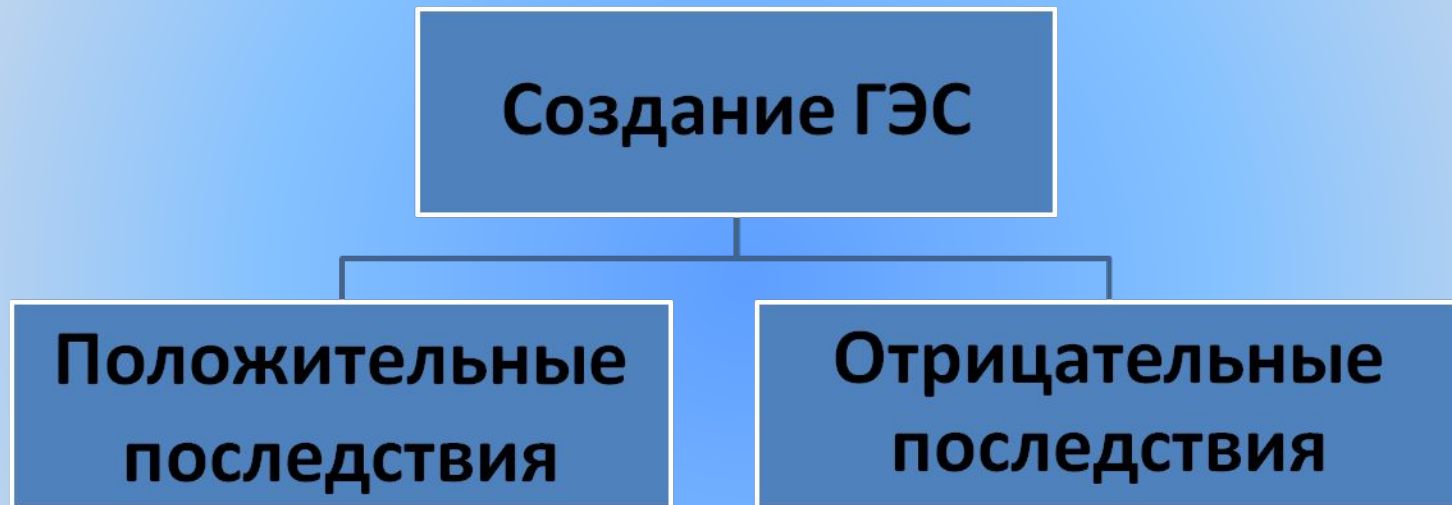 Создание ГЭС
Положительные
последствия
Отрицательные
последствия